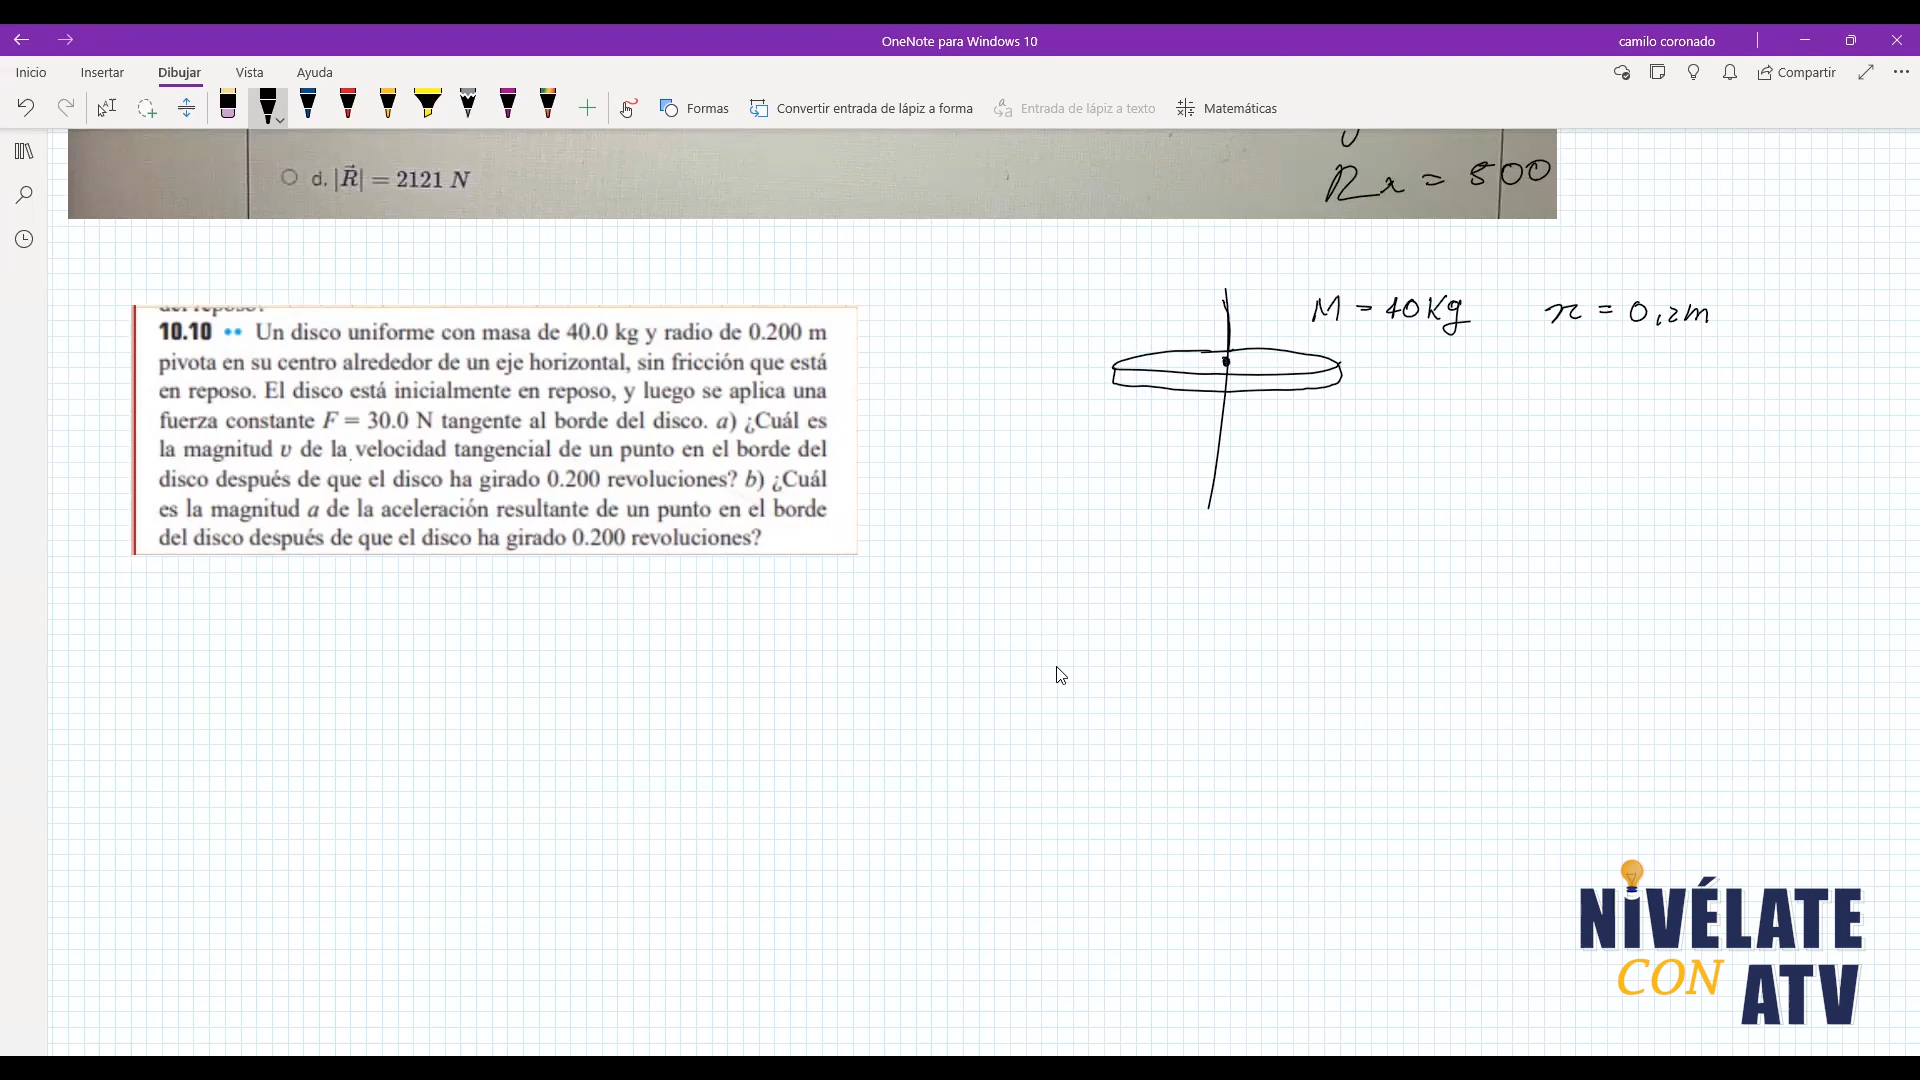 OneNote para Windows 10
camilo coronado
Inicio
Insertar
Dibujar
Vista
Ayuda
Compartir
Formas
Convertir entrada de lápiz a forma
Entrada de lápiz a texto
Matemáticas
d. |R⃗| = 2121 N
Rx = 800
10.10 •• Un disco uniforme con masa de 40.0 kg y radio de 0.200 m
pivota en su centro alrededor de un eje horizontal, sin fricción que está
en reposo. El disco está inicialmente en reposo, y luego se aplica una
fuerza constante F = 30.0 N tangente al borde del disco. a) ¿Cuál es
la magnitud v de la velocidad tangencial de un punto en el borde del
disco después de que el disco ha girado 0.200 revoluciones? b) ¿Cuál
es la magnitud a de la aceleración resultante de un punto en el borde
del disco después de que el disco ha girado 0.200 revoluciones?
M = 40Kg r = 0,2m
NIVÉLATE
CON
ATV